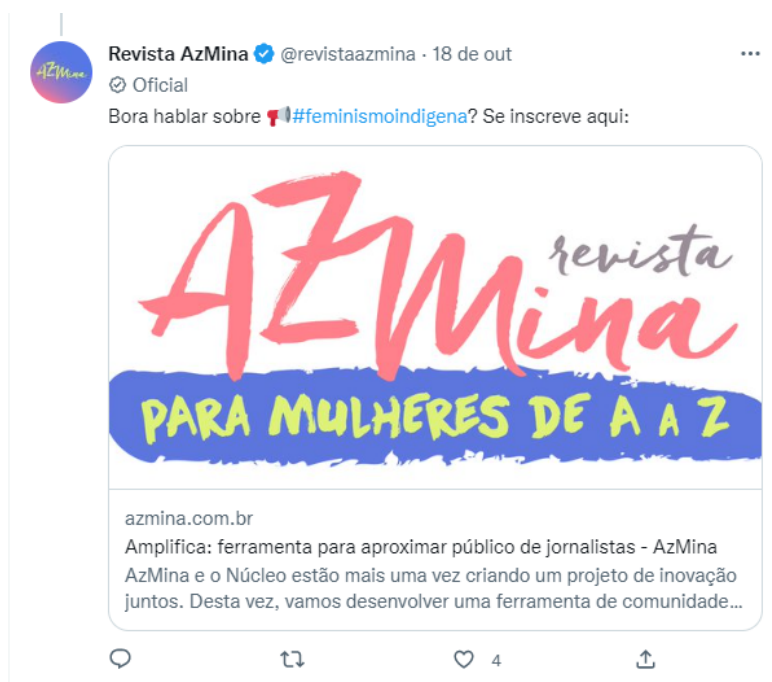 AZMina
Revista AzMina @revistaazmina · 18 de out
Oficial
Bora hablar sobre 📢#feminismoindigena? Se inscreve aqui:
AZMina
revista
PARA MULHERES DE A A Z
azmina.com.br
Amplifica: ferramenta para aproximar público de jornalistas - AzMina
AzMina e o Núcleo estão mais uma vez criando um projeto de inovação
juntos. Desta vez, vamos desenvolver uma ferramenta de comunidade...
4